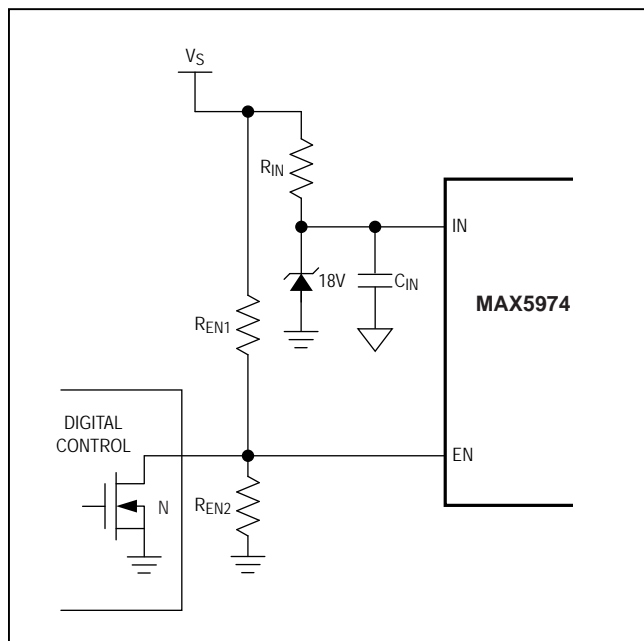 VS
RIN
IN
18V
CIN
MAX5974
REN1
DIGITAL
CONTROL
EN
N
REN2